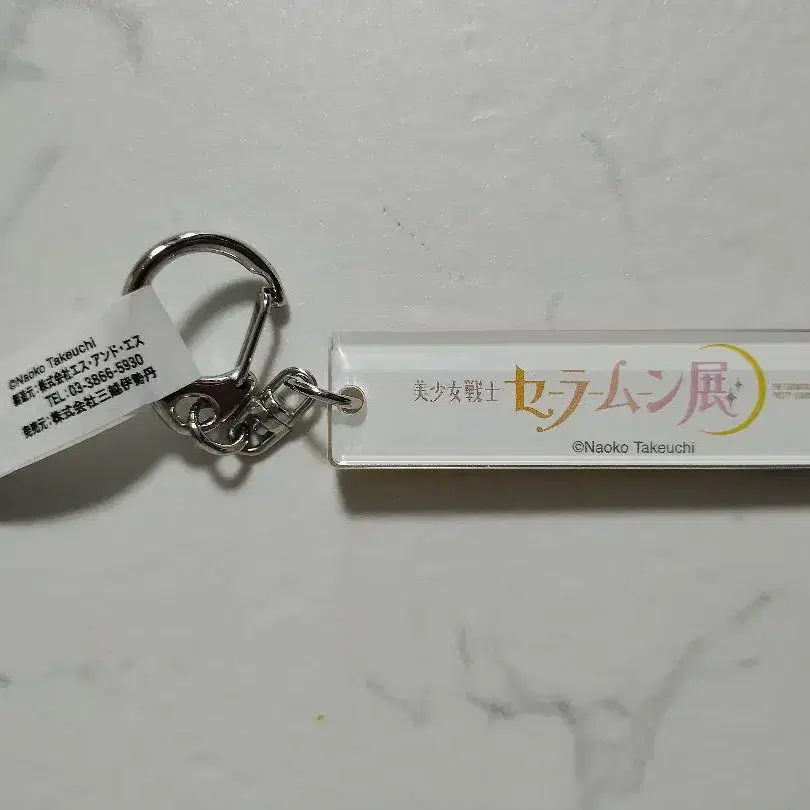 ©Naoko Takeuchi
製造元:株式会社エス・アンド・エス
TEL:03-3866-5930
発売元:株式会社三越伊勢丹
美少女戦士 セーラームーン展
©Naoko Takeuchi